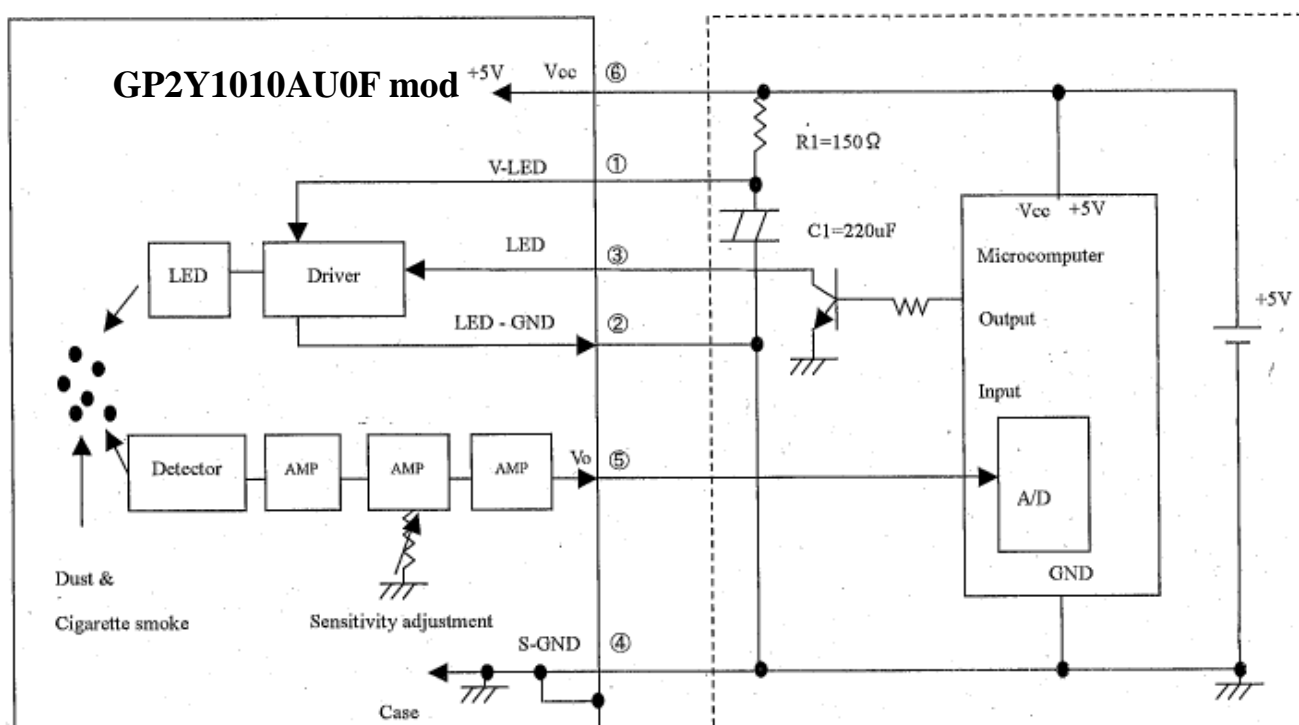 GP2Y1010AU0F mod
+5V Vcc ⑥
R1=150Ω
V-LED ①
C1=220uF
Vcc +5V
Microcomputer
LED ③
LED
Driver
Output
+5V
LED - GND ②
Input
Detector
AMP
AMP
AMP
Vo ⑤
A/D
GND
Dust &
Cigarette smoke
Sensitivity adjustment
S-GND ④
Case